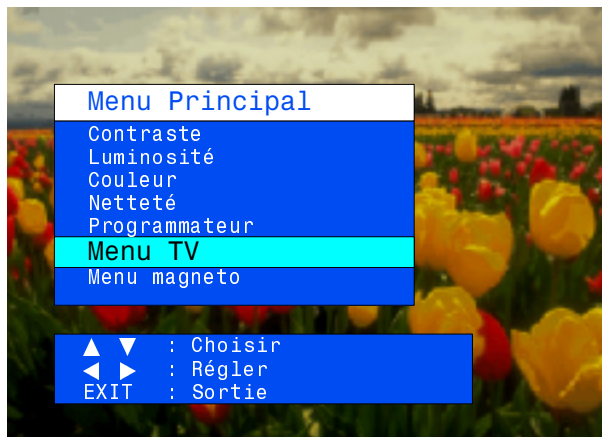 Menu Principal
Contraste
Luminosité
Couleur
Netteté
Programmateur
Menu TV
Menu magneto
▲ ▼ : Choisir
◀ ▶ : Régler
EXIT : Sortie